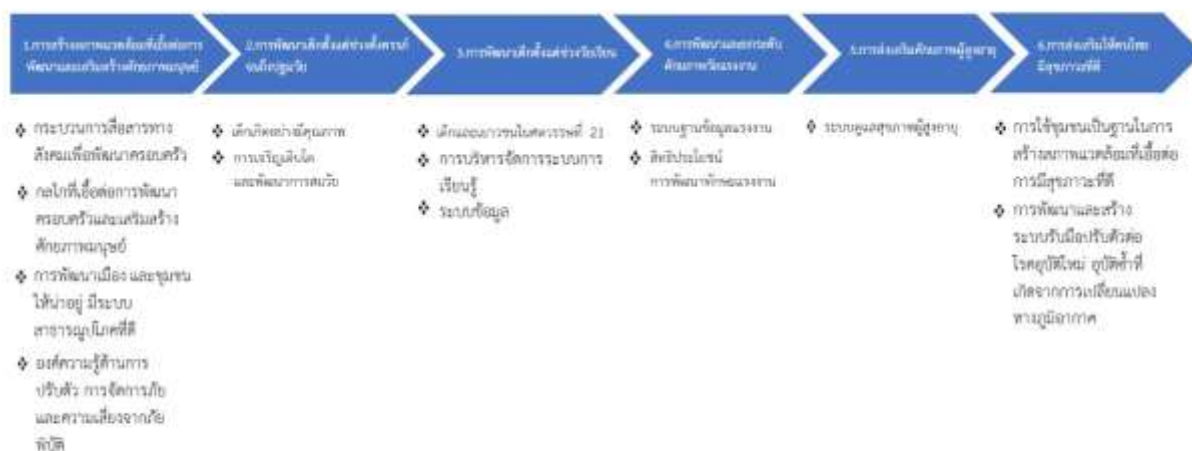 1.การสร้างสภาพแวดล้อมที่เอื้อต่อการ
พัฒนาและเสริมสร้างศักยภาพมนุษย์
2.การพัฒนาเด็กตั้งแต่ช่วงตั้งครรภ์
จนถึงปฐมวัย
3.การพัฒนาเด็กตั้งแต่ช่วงวัยเรียน
4.การพัฒนาและยกระดับ
ศักยภาพวัยแรงงาน
5.การส่งเสริมศักยภาพผู้สูงอายุ
6.การส่งเสริมให้คนไทย
มีสุขภาวะที่ดี
❖ กระบวนการสื่อสารทาง
สังคมเพื่อพัฒนาครอบครัว
❖ กลไกที่เอื้อต่อการพัฒนา
ครอบครัวและเสริมสร้าง
ศักยภาพมนุษย์
❖ การพัฒนาเมือง และชุมชน
ให้น่าอยู่ มีระบบ
สาธารณูปโภคที่ดี
❖ องค์ความรู้ด้านการ
ปรับตัว การจัดการภัย
และความเสี่ยงจากภัย
พิบัติ
❖ เด็กเกิดอย่างมีคุณภาพ
❖ การเจริญเติบโต
และพัฒนาการสมวัย
❖ เด็กและเยาวชนในศตวรรษที่ 21
❖ การบริหารจัดการระบบการ
เรียนรู้
❖ ระบบข้อมูล
❖ ระบบฐานข้อมูลแรงงาน
❖ สิทธิประโยชน์
การพัฒนาทักษะแรงงาน
❖ ระบบดูแลสุขภาพผู้สูงอายุ
❖ การใช้ชุมชนเป็นฐานในการ
สร้างสภาพแวดล้อมที่เอื้อต่อ
การมีสุขภาวะที่ดี
❖ การพัฒนาและสร้าง
ระบบรับมือปรับตัวต่อ
โรคอุบัติใหม่ อุบัติซ้ำที่
เกิดจากการเปลี่ยนแปลง
ทางภูมิอากาศ